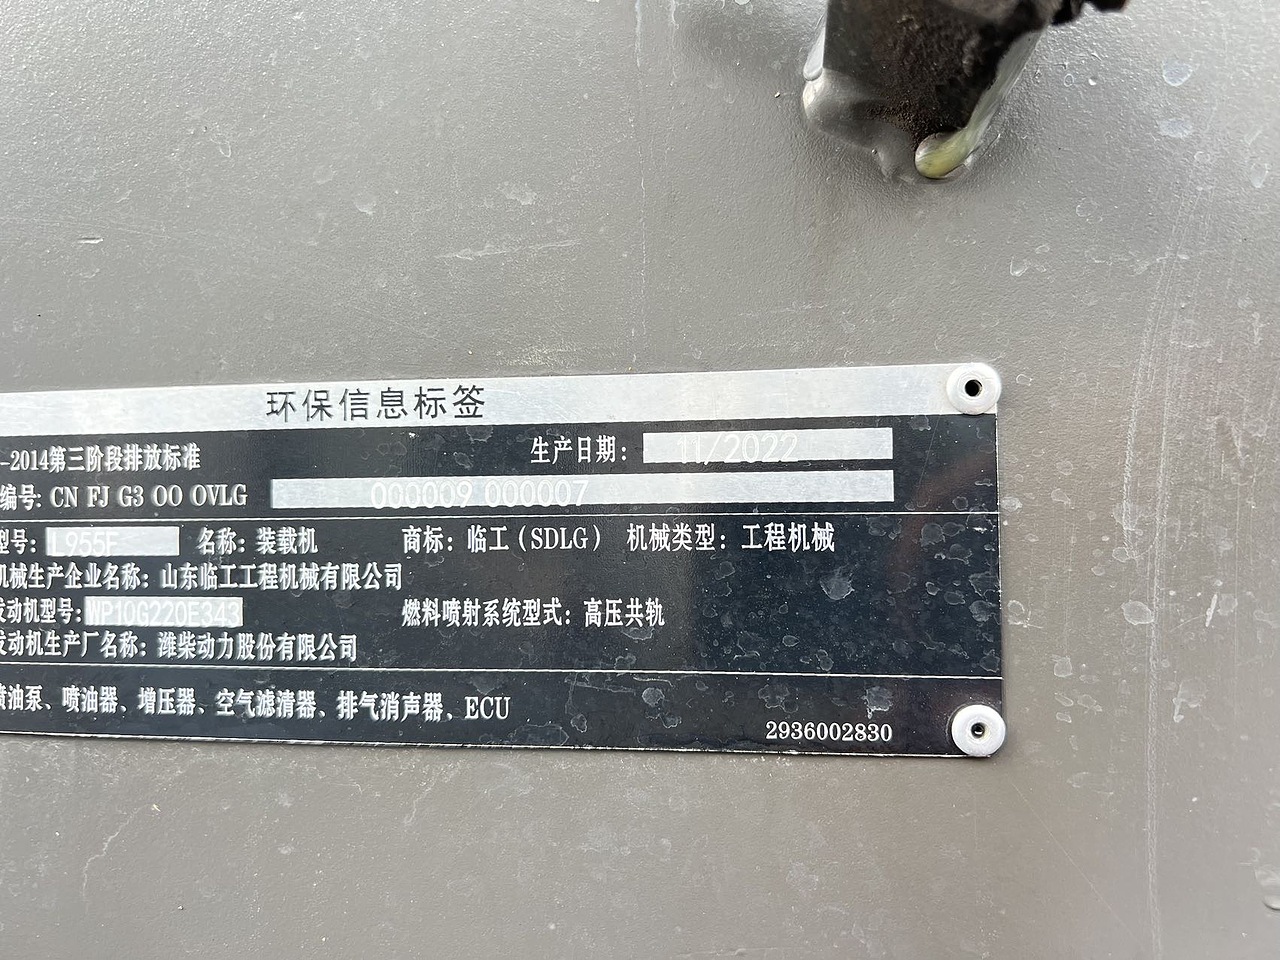 环保信息标签
-2014第三阶段排放标准 生产日期: 11/2022
编号: CN FJ G3 OO OVLG 000009 000007
型号: L955F 名称: 装载机 商标: 临工(SDLG) 机械类型: 工程机械
机械生产企业名称: 山东临工工程机械有限公司
发动机型号: WP10G220E343 燃料喷射系统型式: 高压共轨
发动机生产厂名称: 潍柴动力股份有限公司
喷油泵、喷油器、增压器、空气滤清器、排气消声器、ECU
2936002830